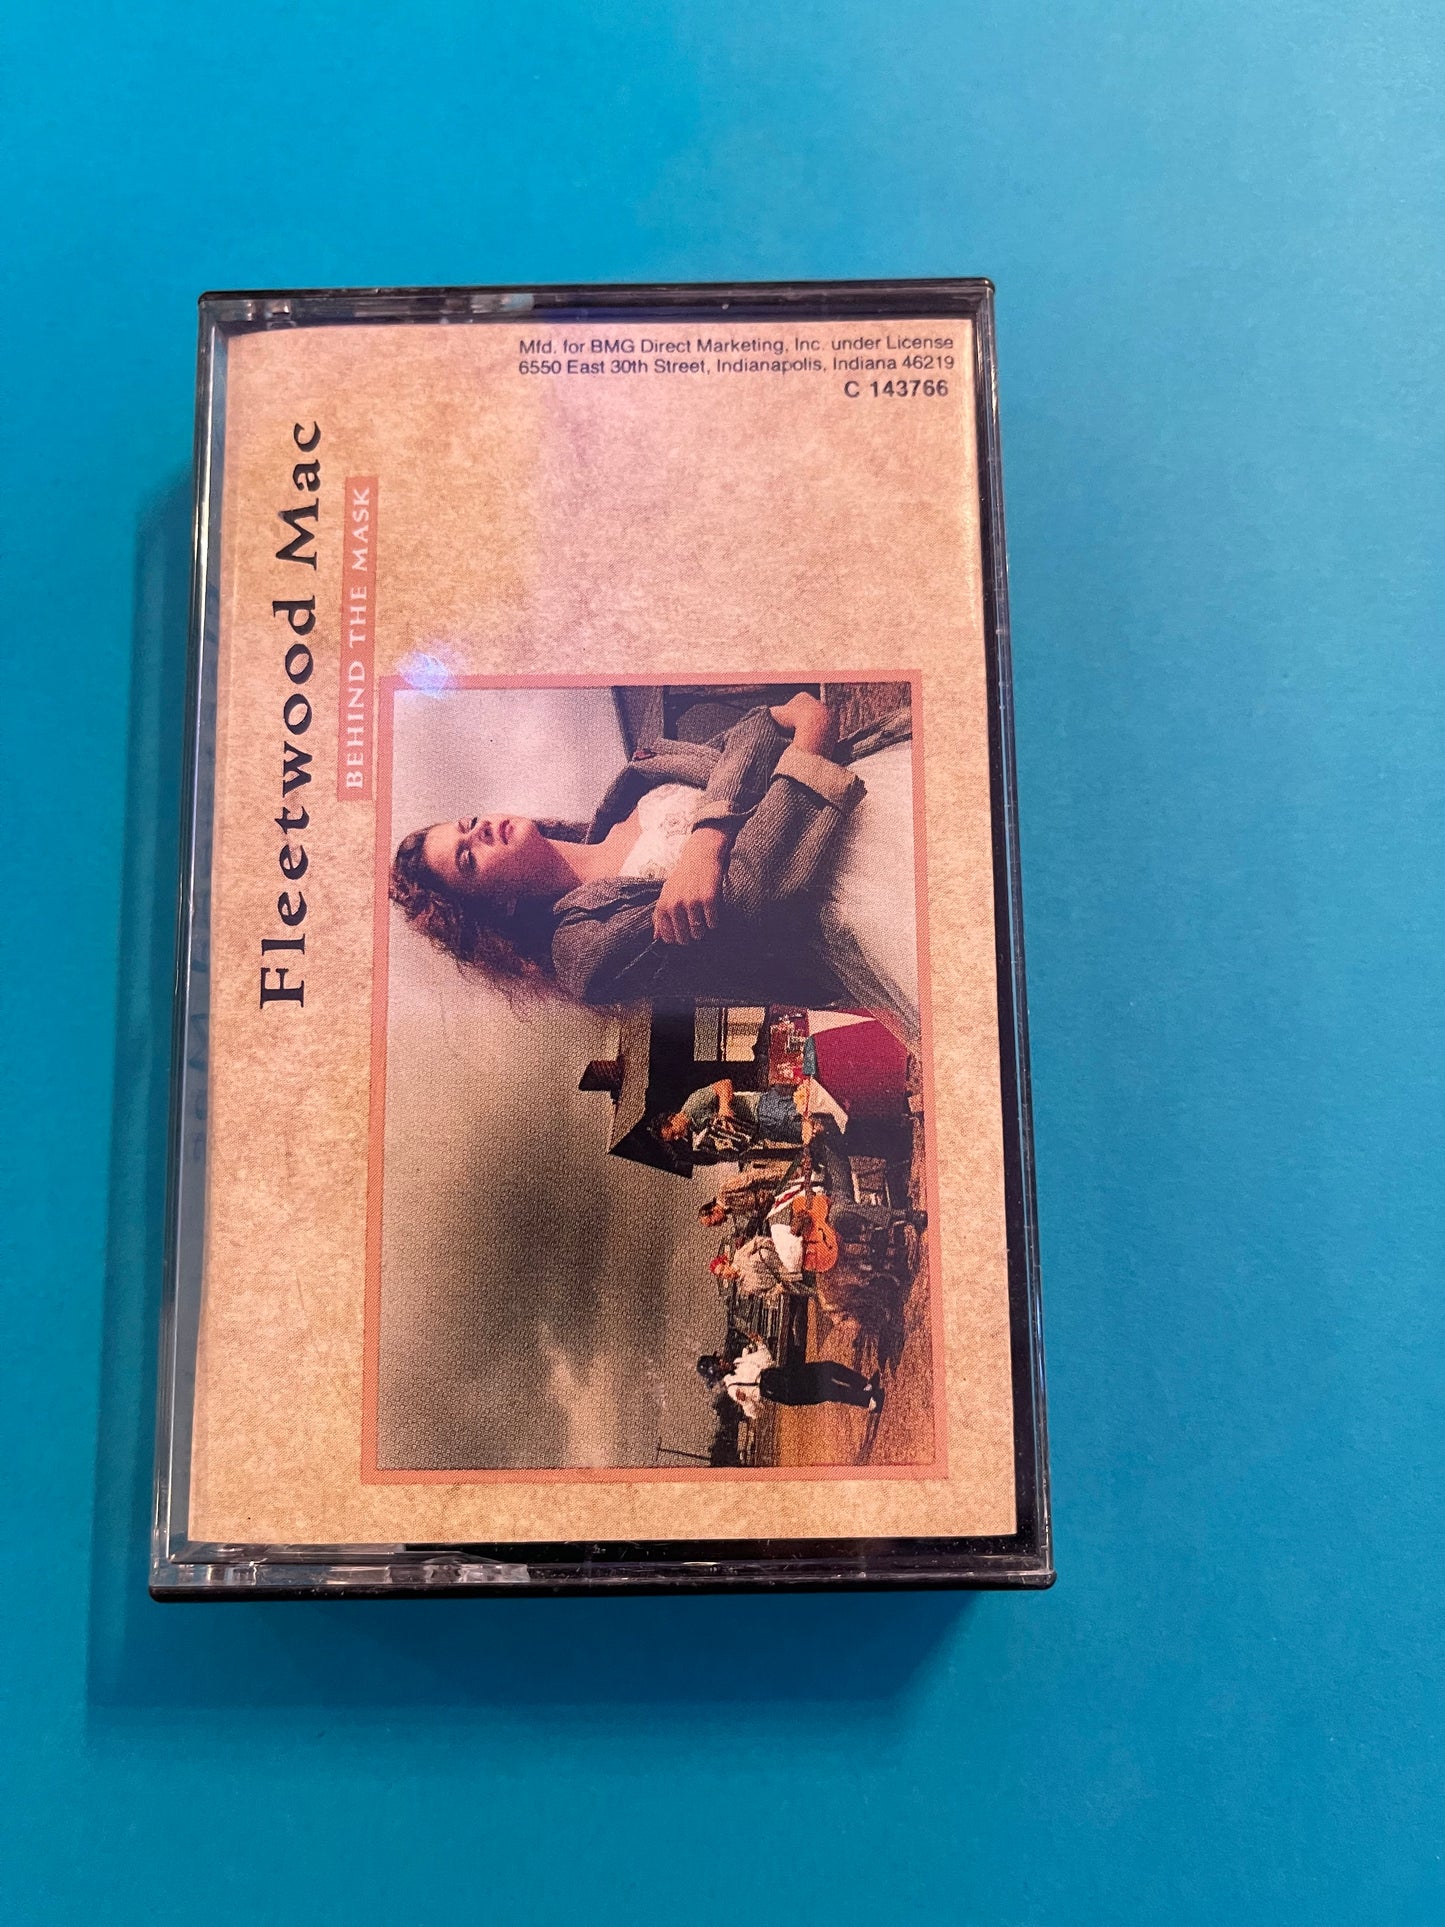 Mfd. for BMG Direct Marketing, Inc. under License
6550 East 30th Street, Indianapolis, Indiana 46219
C 143766
Fleetwood Mac
BEHIND THE MASK